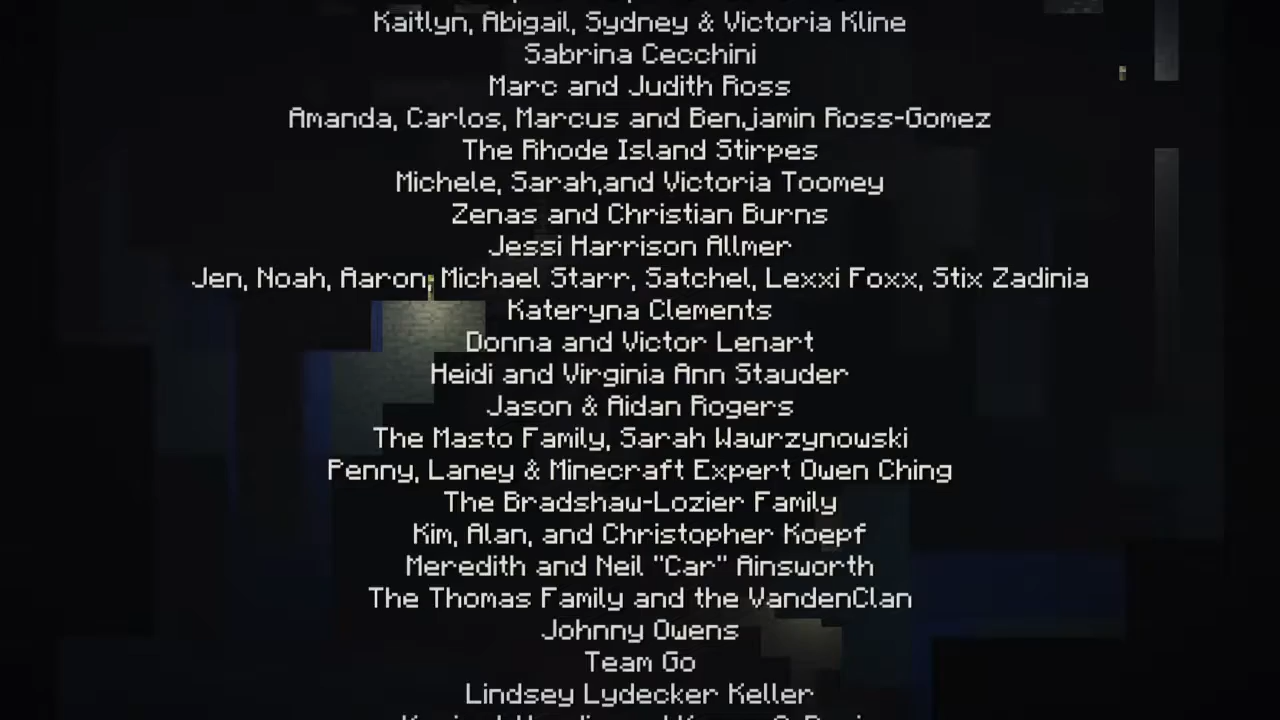 Kaitlyn, Abigail, Sydney & Victoria Kline
Sabrina Cecchini
Marc and Judith Ross
Amanda, Carlos, Marcus and Benjamin Ross-Gomez
The Rhode Island Stirpes
Michele, Sarah,and Victoria Toomey
Zenas and Christian Burns
Jessi Harrison Allmer
Jen, Noah, Aaron, Michael Starr, Satchel, Lexxi Foxx, Stix Zadinia
Kateryna Clements
Donna and Victor Lenart
Heidi and Virginia Ann Stauder
Jason & Aidan Rogers
The Masto Family, Sarah Wawrzynowski
Penny, Laney & Minecraft Expert Owen Ching
The Bradshaw-Lozier Family
Kim, Alan, and Christopher Koepf
Meredith and Neil "Car" Ainsworth
The Thomas Family and the VandenClan
Johnny Owens
Team Go
Lindsey Lydecker Keller